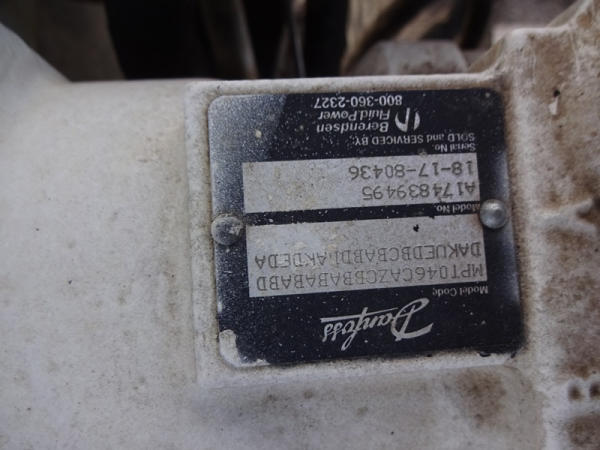 Danfoss
Model Code
MPT046CAZCBBABABABD
Model No.
A174839495
18-17-80436
Serial No.
SOLD and SERVICED BY:
Berendsen
Fluid Power
800-360-2327